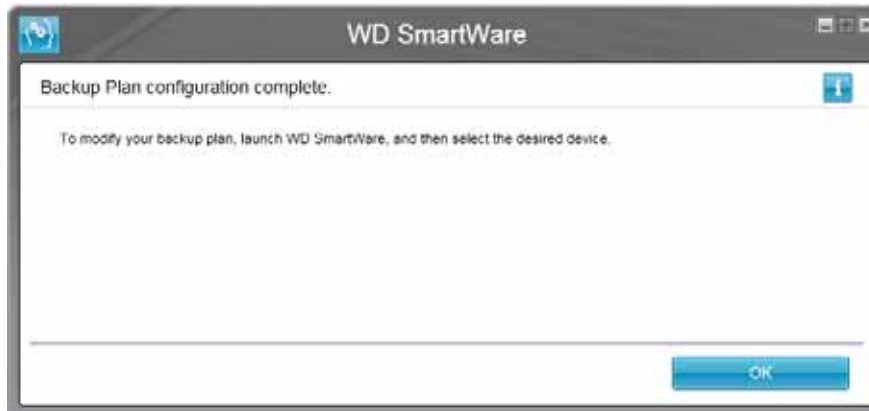 WD SmartWare
Backup Plan configuration complete.
To modify your backup plan, launch WD SmartWare, and then select the desired device.
OK